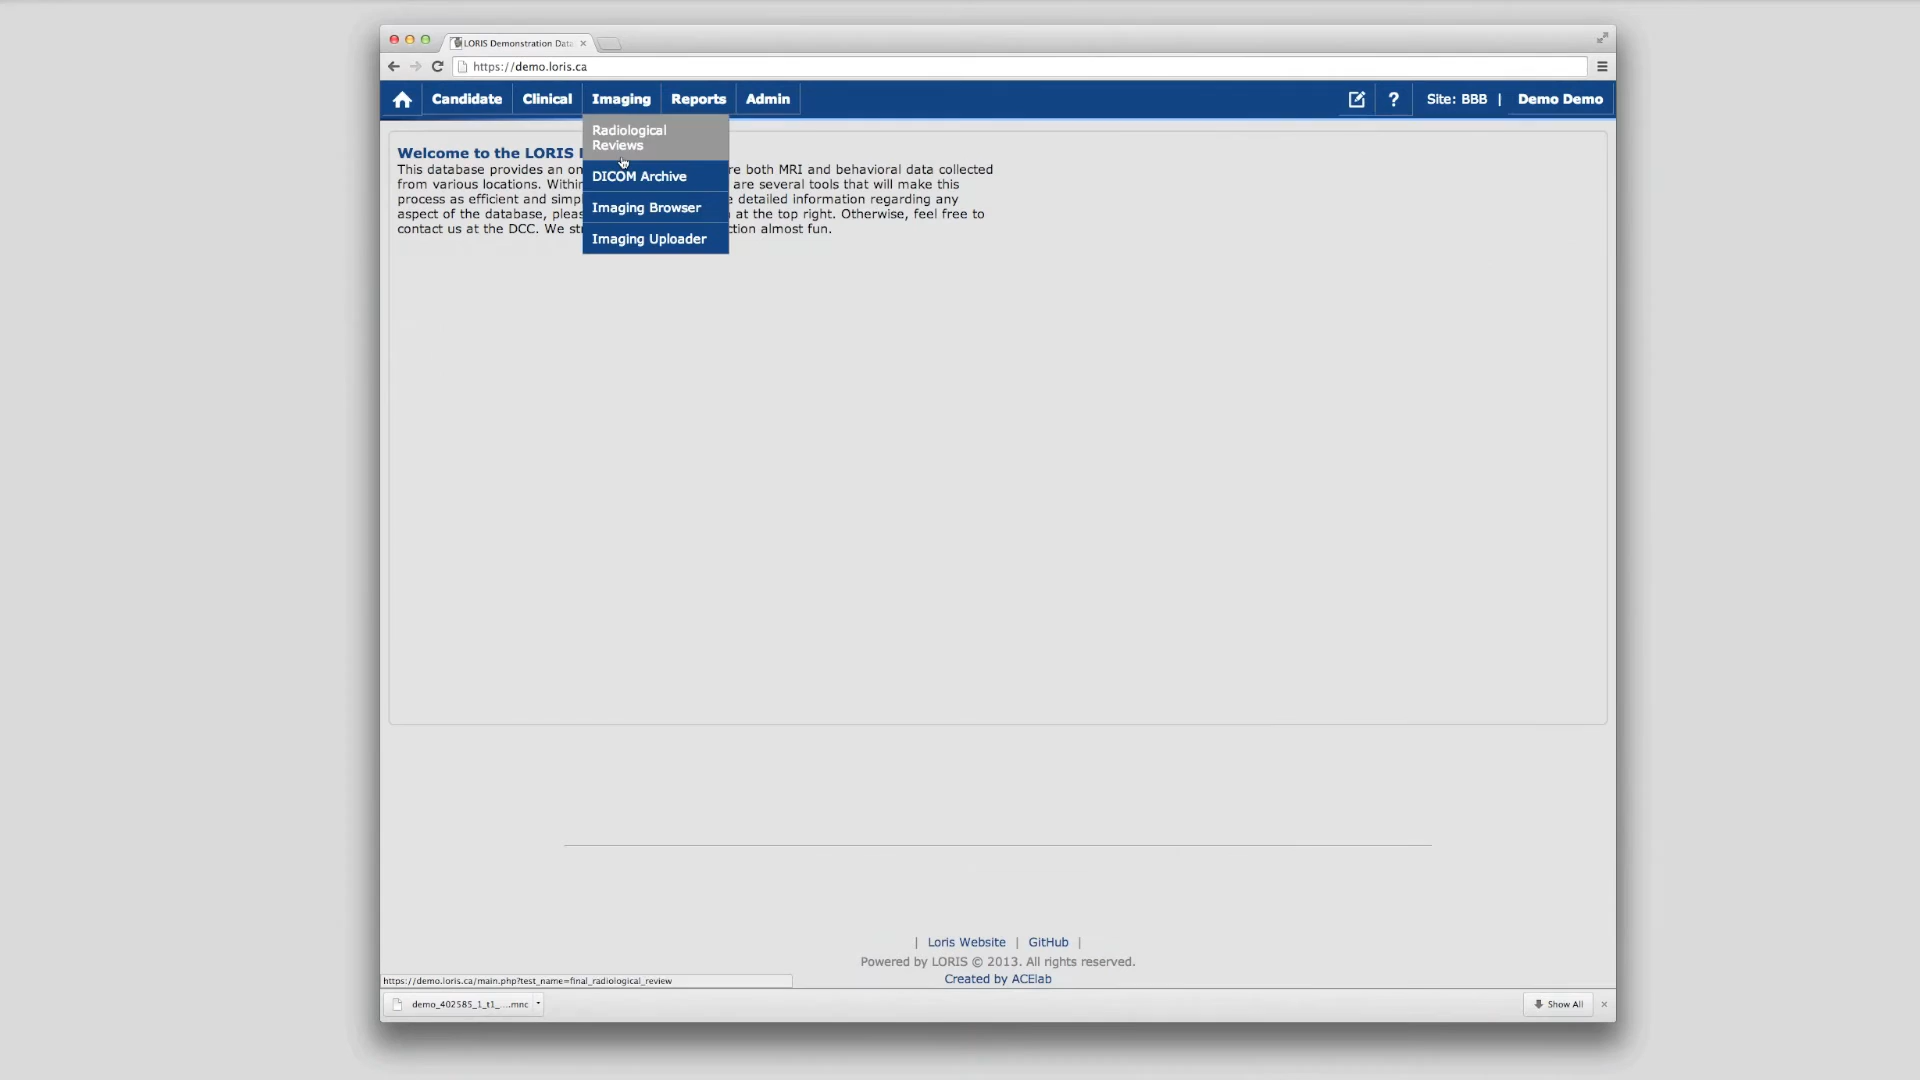 LORIS Demonstration Data
https://demo.loris.ca
Candidate Clinical Imaging Reports Admin ? Site: BBB | Demo Demo
Radiological
Reviews
DICOM Archive
Imaging Browser
Imaging Uploader
Welcome to the LORIS
This database provides an on re both MRI and behavioral data collected
from various locations. Within are several tools that will make this
process as efficient and simp e detailed information regarding any
aspect of the database, pleas at the top right. Otherwise, feel free to
contact us at the DCC. We str ction almost fun.
| Loris Website | GitHub |
Powered by LORIS © 2013. All rights reserved.
Created by ACElab
https://demo.loris.ca/main.php?test_name=final_radiological_review
demo_402585_1_t1_....mnc
Show All